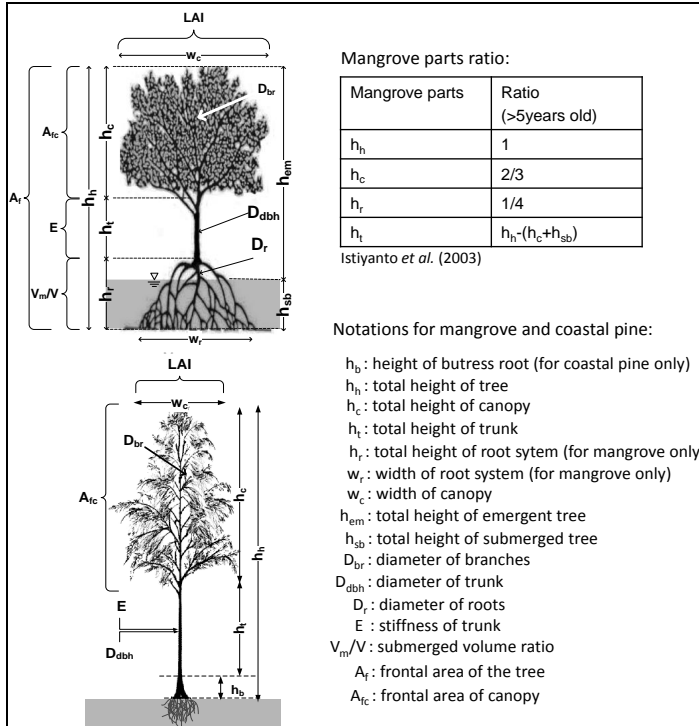 LAI
w_c
D_br
A_fc
h_c
h_em
A_f
h_h
E
h_t
D_dbh
D_r
V_m/V
h_r
h_sb
w_r
LAI
w_c
D_br
A_fc
h_c
h_h
E
h_t
D_dbh
h_b
Mangrove parts ratio:
Mangrove parts Ratio
(>5years old)
h_h 1
h_c 2/3
h_r 1/4
h_t h_h-(h_c+h_sb)
Istiyanto et al. (2003)
Notations for mangrove and coastal pine:
h_b : height of butress root (for coastal pine only)
h_h : total height of tree
h_c : total height of canopy
h_t : total height of trunk
h_r : total height of root sytem (for mangrove only
w_r : width of root system (for mangrove only)
w_c : width of canopy
h_em : total height of emergent tree
h_sb : total height of submerged tree
D_br : diameter of branches
D_dbh : diameter of trunk
D_r : diameter of roots
E : stiffness of trunk
V_m/V : submerged volume ratio
A_f : frontal area of the tree
A_fc : frontal area of canopy